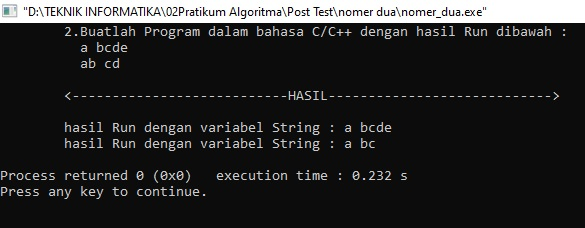 "D:\TEKNIK INFORMATIKA\02Pratikum Algoritma\Post Test\nomer dua\nomer_dua.exe"
2.Buatlah Program dalam bahasa C/C++ dengan hasil Run dibawah :
a bcde
ab cd
<---------------------------HASIL---------------------------->
hasil Run dengan variabel String : a bcde
hasil Run dengan variabel String : a bc
Process returned 0 (0x0)   execution time : 0.232 s
Press any key to continue.